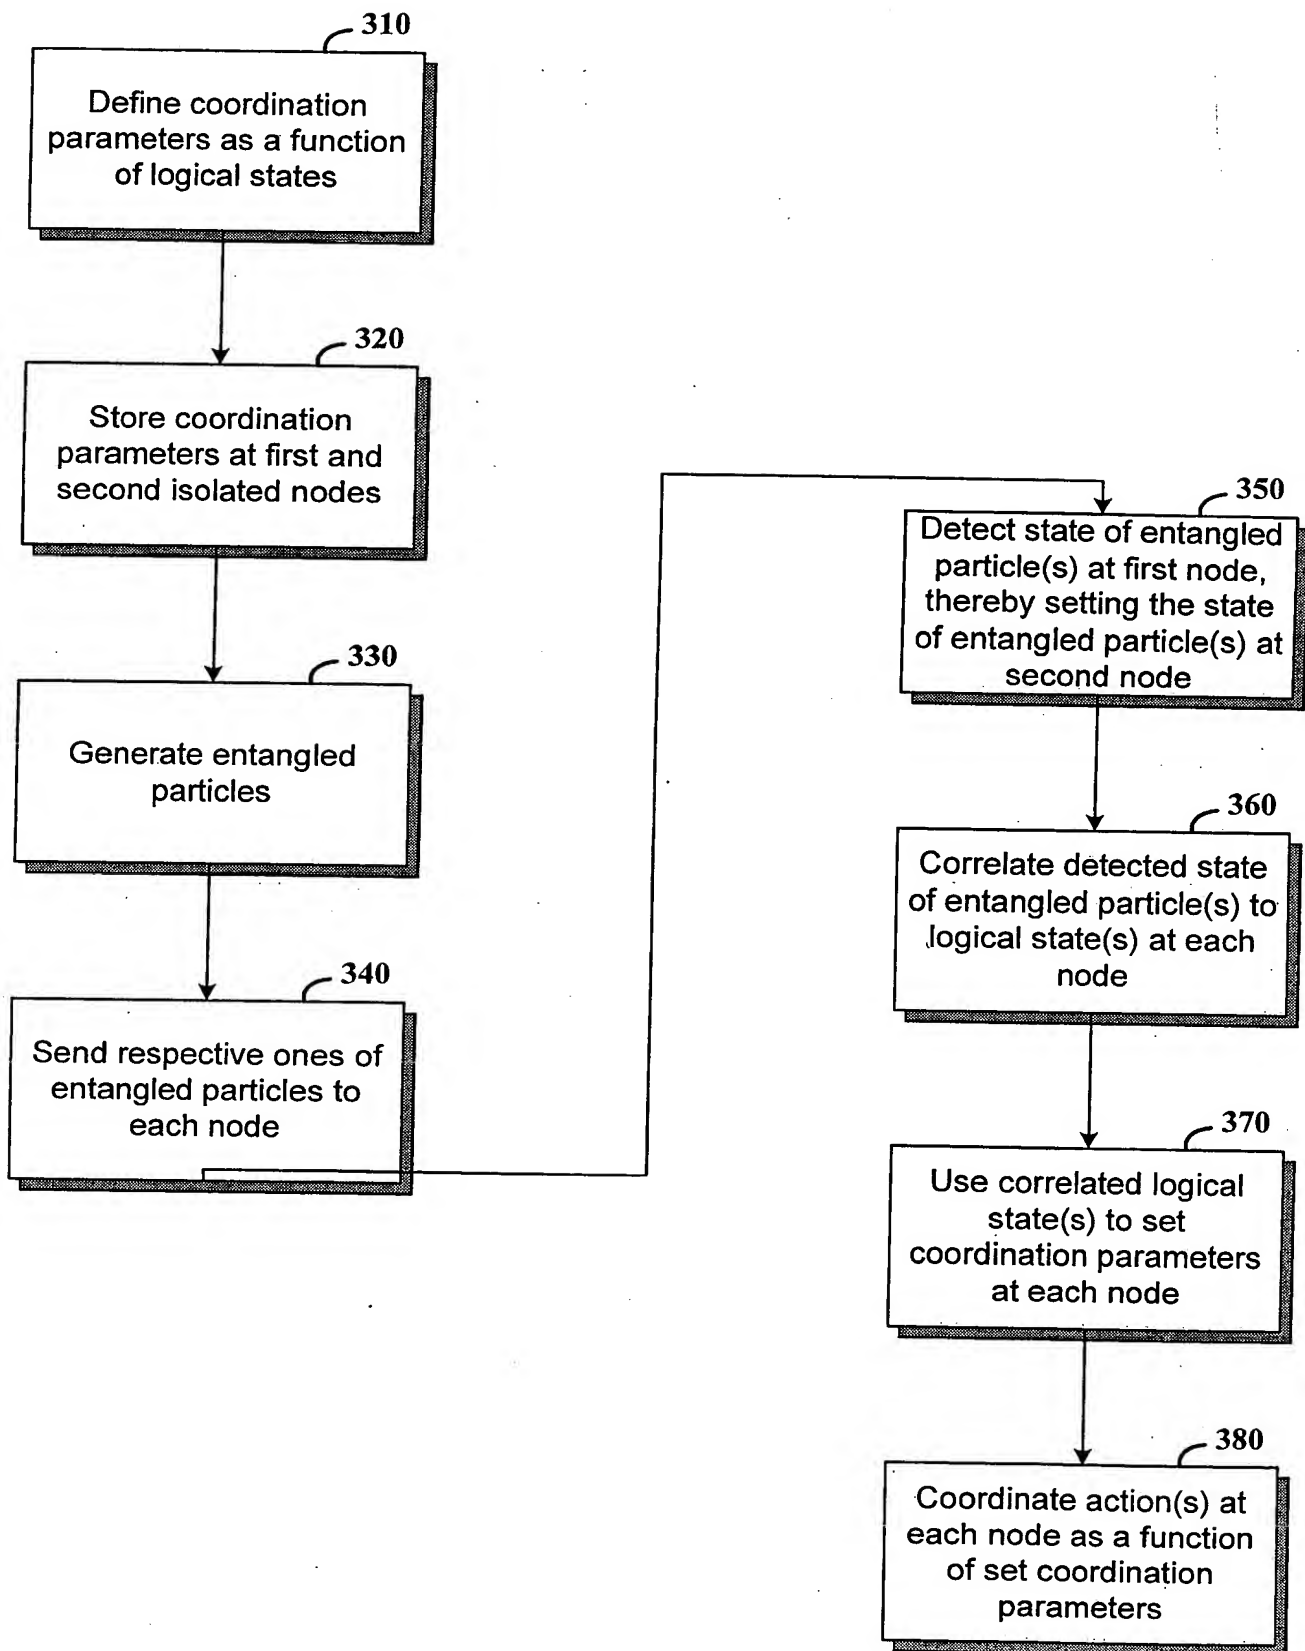 310
Define coordination
parameters as a function
of logical states
320
Store coordination
parameters at first and
second isolated nodes
330
Generate entangled
particles
340
Send respective ones of
entangled particles to
each node
350
Detect state of entangled
particle(s) at first node,
thereby setting the state
of entangled particle(s) at
second node
360
Correlate detected state
of entangled particle(s) to
logical state(s) at each
node
370
Use correlated logical
state(s) to set
coordination parameters
at each node
380
Coordinate action(s) at
each node as a function
of set coordination
parameters